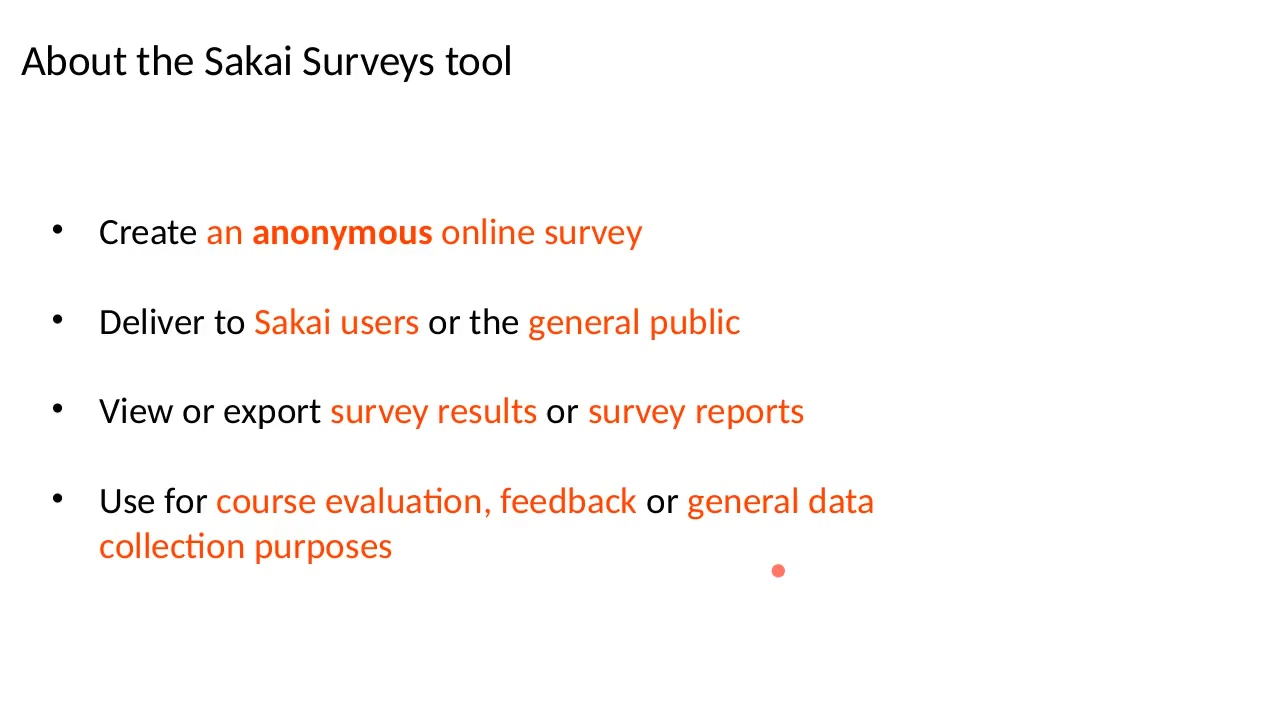 About the Sakai Surveys tool
• Create an anonymous online survey
• Deliver to Sakai users or the general public
• View or export survey results or survey reports
• Use for course evaluation, feedback or general data
collection purposes